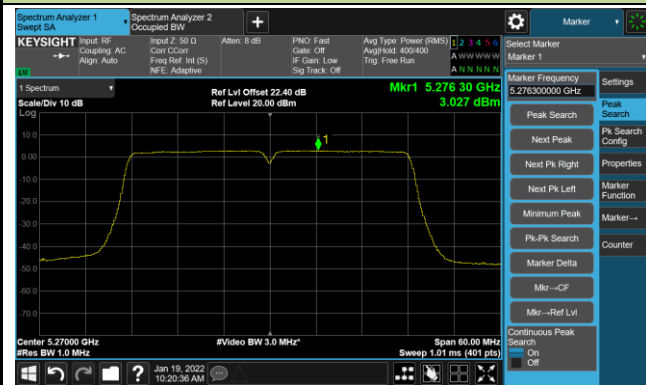 Spectrum Analyzer 1
Swept SA
Spectrum Analyzer 2
Occupied BW
+
Marker
KEYSIGHT
Input: RF
Coupling: AC
Align: Auto
Input Z: 50 Ω
Corr CCorr
Freq Ref: Int (S)
NFE: Adaptive
Atten: 8 dB
PNO: Fast
Gate: Off
IF Gain: Low
Sig Track: Off
Avg Type: Power (RMS)
Avg|Hold: 400/400
Trig: Free Run
1 2 3 4 5 6
A W W W W W
A N N N N N
LXI
Select Marker
Marker 1
1 Spectrum
Scale/Div 10 dB
Log
Ref Lvl Offset 22.40 dB
Ref Level 20.00 dBm
Mkr1 5.276 30 GHz
3.027 dBm
1
10.0
0.00
-10.0
-20.0
-30.0
-40.0
-50.0
-60.0
-70.0
Center 5.27000 GHz
#Res BW 1.0 MHz
#Video BW 3.0 MHz*
Span 60.00 MHz
Sweep 1.01 ms (401 pts)
Marker Frequency
5.276300000 GHz
Peak Search
Next Peak
Next Pk Right
Next Pk Left
Minimum Peak
Pk-Pk Search
Marker Delta
Mkr→CF
Mkr→Ref Lvl
Continuous Peak
Search
On
Off
Settings
Peak
Search
Pk Search
Config
Properties
Marker
Function
Marker→
Counter
?
Jan 19, 2022
10:20:36 AM